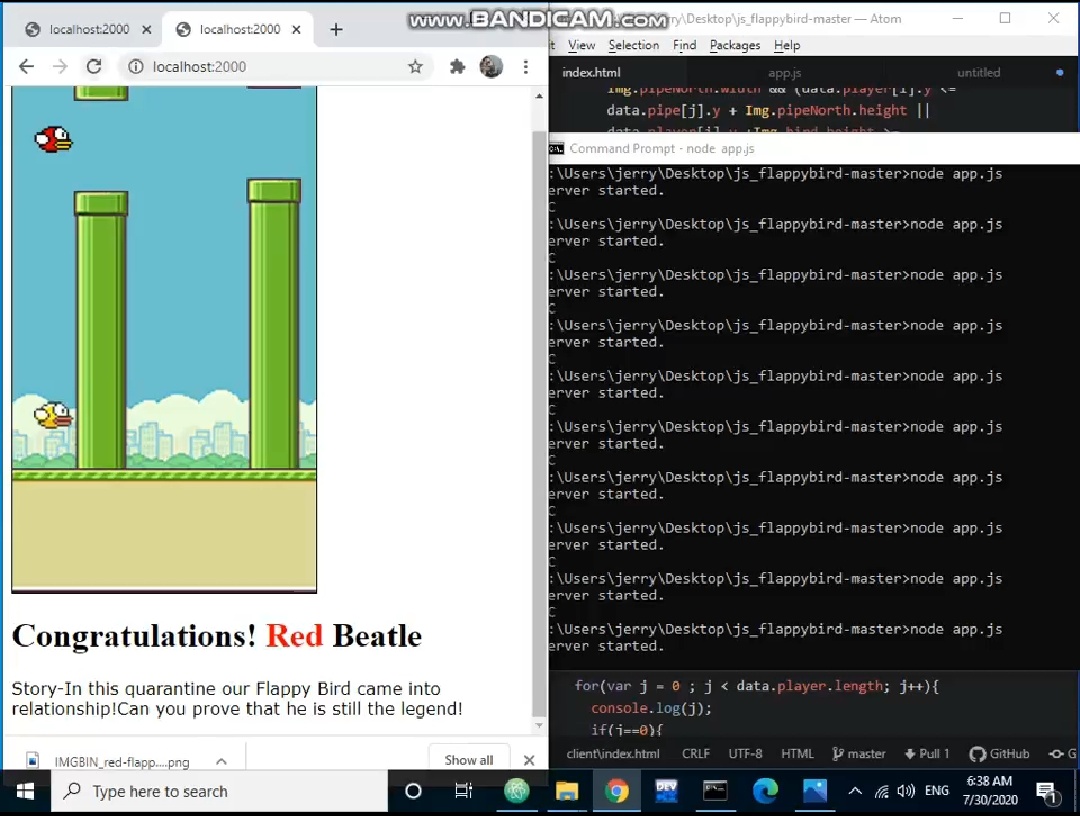 localhost:2000
localhost:2000
www.BANDICAM.com
rry\Desktop\js_flappybird-master — Atom
localhost:2000
View Selection Find Packages Help
index.html
app.js
untitled
data.pipe[j].y + Img.pipeNorth.height ||
Command Prompt - node app.js
:\Users\jerry\Desktop\js_flappybird-master>node app.js
erver started.
C
:\Users\jerry\Desktop\js_flappybird-master>node app.js
erver started.
C
:\Users\jerry\Desktop\js_flappybird-master>node app.js
erver started.
C
:\Users\jerry\Desktop\js_flappybird-master>node app.js
erver started.
C
:\Users\jerry\Desktop\js_flappybird-master>node app.js
erver started.
C
:\Users\jerry\Desktop\js_flappybird-master>node app.js
erver started.
C
:\Users\jerry\Desktop\js_flappybird-master>node app.js
erver started.
C
:\Users\jerry\Desktop\js_flappybird-master>node app.js
erver started.
C
:\Users\jerry\Desktop\js_flappybird-master>node app.js
erver started.
C
:\Users\jerry\Desktop\js_flappybird-master>node app.js
erver started.
Congratulations! Red Beatle
Story-In this quarantine our Flappy Bird came into
relationship!Can you prove that he is still the legend!
for(var j = 0 ; j < data.player.length; j++){
console.log(j);
if(j==0){
client\index.html CRLF UTF-8 HTML master Pull 1 GitHub G
IMGBIN_red-flapp....png
Show all
Type here to search
DEV
ENG
6:38 AM
7/30/2020
1